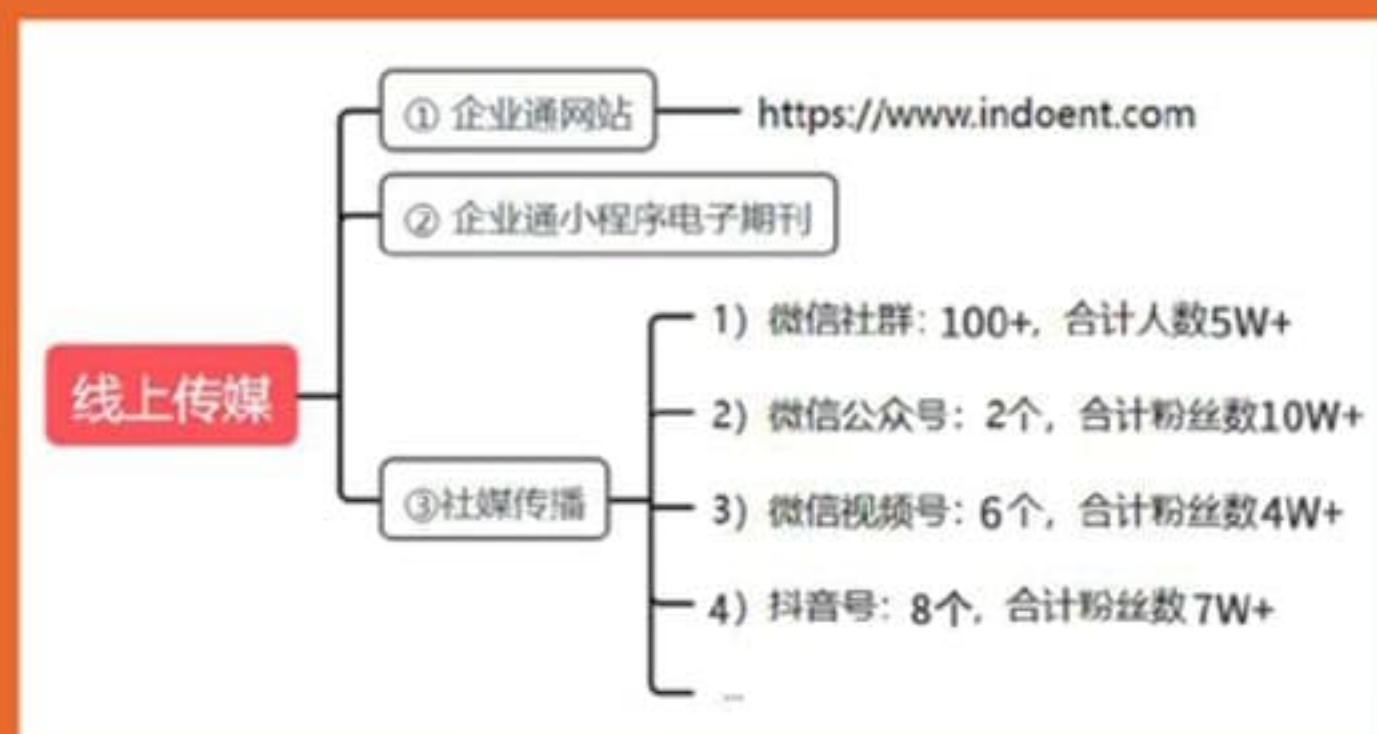 ① 企业通网站
https://www.indoent.com
② 企业通小程序电子期刊
线上传媒
③社媒传播
1）微信社群：100+，合计人数5W+
2）微信公众号：2个，合计粉丝数10W+
3）微信视频号：6个，合计粉丝数4W+
4）抖音号：8个，合计粉丝数7W+
...